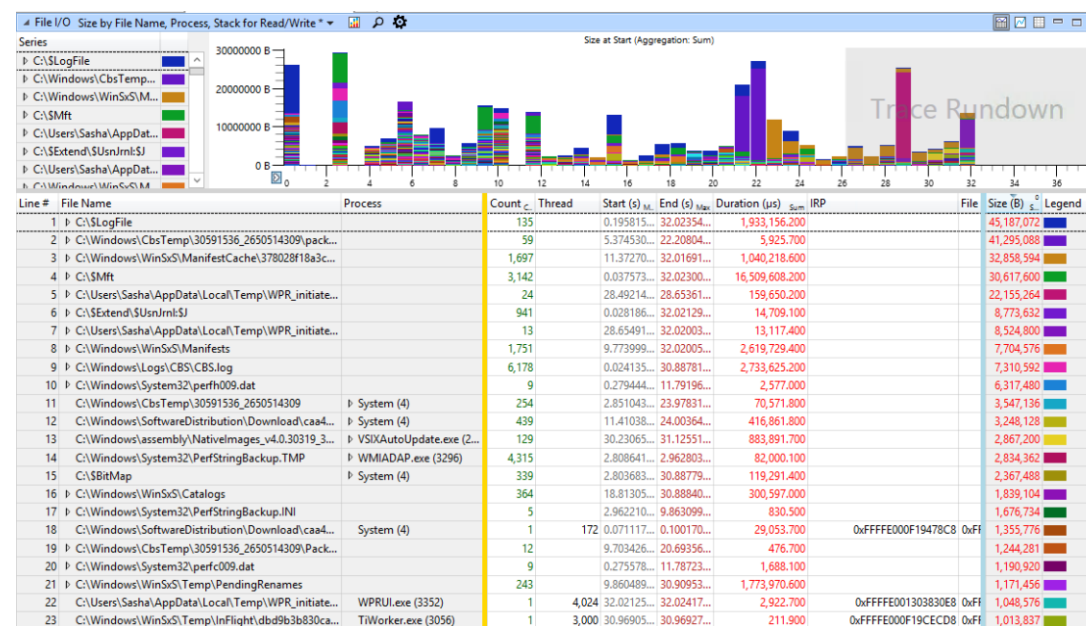 File I/O Size by File Name, Process, Stack for Read/Write *
Series
C:\$LogFile
C:\Windows\CbsTemp...
C:\Windows\WinSxS\M...
C:\$Mft
C:\Users\Sasha\AppDat...
C:\$Extend\$UsnJrnl:$J
C:\Users\Sasha\AppDat...
C:\Windows\WinSxS\M
Size at Start (Aggregation: Sum)
30000000 B
20000000 B
10000000 B
0 B
Trace Rundown
0 2 4 6 8 10 12 14 16 18 20 22 24 26 28 30 32 34 36
Line # File Name Process Count Thread Start (s) End (s) Max Duration (µs) Sum IRP File Size (B) Legend
1 C:\$LogFile 135 0.195815... 32.02354... 1,933,156.200 45,187,072
2 C:\Windows\CbsTemp\30591536_2650514309\pack... 59 5.374530... 22.20804... 5,925.700 41,295,088
3 C:\Windows\WinSxS\ManifestCache\378028f18a3c... 1,697 11.37270... 32.01691... 1,040,218.600 32,858,594
4 C:\$Mft 3,142 0.037573... 32.02300... 16,509,608.200 30,617,600
5 C:\Users\Sasha\AppData\Local\Temp\WPR_initiate... 24 28.49214... 28.65361... 159,650.200 22,155,264
6 C:\$Extend\$UsnJrnl:$J 941 0.028186... 32.02129... 14,709.100 8,773,632
7 C:\Users\Sasha\AppData\Local\Temp\WPR_initiate... 13 28.65491... 32.02003... 13,117.400 8,524,800
8 C:\Windows\WinSxS\Manifests 1,751 9.773999... 32.02005... 2,619,729.400 7,704,576
9 C:\Windows\Logs\CBS\CBS.log 6,178 0.024135... 30.88781... 2,733,625.200 7,310,592
10 C:\Windows\System32\perfh009.dat 9 0.279444... 11.79196... 2,577.000 6,317,480
11 C:\Windows\CbsTemp\30591536_2650514309 System (4) 254 2.851043... 23.97831... 70,571.800 3,547,136
12 C:\Windows\SoftwareDistribution\Download\caa4... System (4) 439 11.41038... 24.00364... 416,861.800 3,248,128
13 C:\Windows\assembly\NativeImages_v4.0.30319_3... VSIXAutoUpdate.exe (2... 129 30.23065... 31.12551... 883,891.700 2,867,200
14 C:\Windows\System32\PerfStringBackup.TMP WMIADAP.exe (3296) 4,315 2.808641... 2.962803... 82,000.100 2,834,362
15 C:\$BitMap System (4) 339 2.803683... 30.88779... 119,291.400 2,367,488
16 C:\Windows\WinSxS\Catalogs 364 18.81305... 30.88840... 300,597.000 1,839,104
17 C:\Windows\System32\PerfStringBackup.INI 5 2.962210... 9.863099... 830.500 1,676,734
18 C:\Windows\SoftwareDistribution\Download\caa4... System (4) 1 172 0.071117... 0.100170... 29,053.700 0xFFFFE000F19478C8 0xFF 1,355,776
19 C:\Windows\CbsTemp\30591536_2650514309\Pack... 12 9.703426... 20.69356... 476.700 1,244,281
20 C:\Windows\System32\perfc009.dat 9 0.275578... 11.78723... 1,688.100 1,190,920
21 C:\Windows\WinSxS\Temp\PendingRenames 243 9.860489... 30.90953... 1,773,970.600 1,171,456
22 C:\Users\Sasha\AppData\Local\Temp\WPR_initiate... WPRUI.exe (3352) 1 4,024 32.02125... 32.02417... 2,922.700 0xFFFFE001303830E8 0xFF 1,048,576
23 C:\Windows\WinSxS\Temp\InFlight\dbd9b3b830ca... TiWorker.exe (3056) 1 3,000 30.96905... 30.96927... 211.900 0xFFFFE000F19CECD8 0xFF 1,013,837